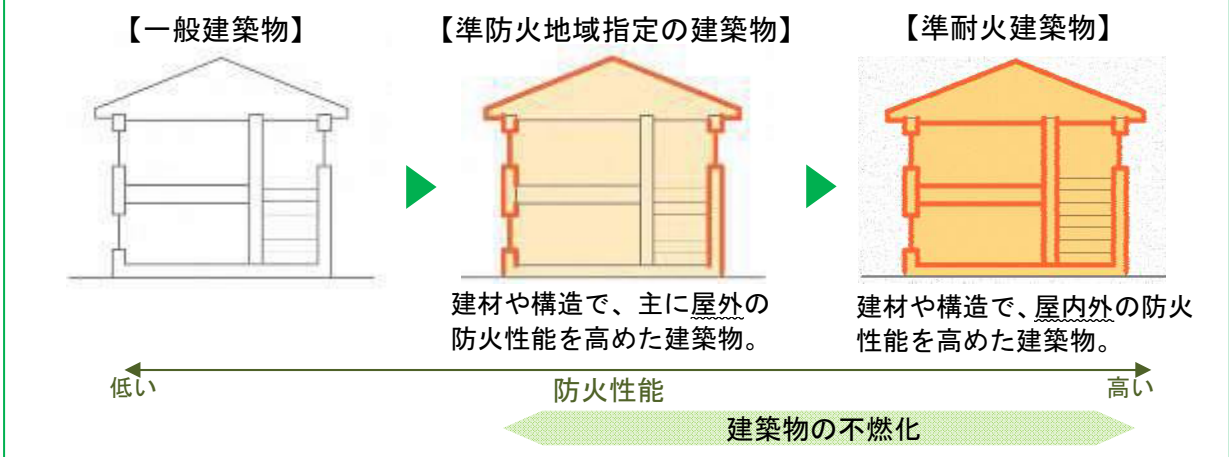 【一般建築物】
【準防火地域指定の建築物】
【準耐火建築物】
建材や構造で、主に屋外の
防火性能を高めた建築物。
建材や構造で、屋内外の防火
性能を高めた建築物。
低い
防火性能
高い
建築物の不燃化